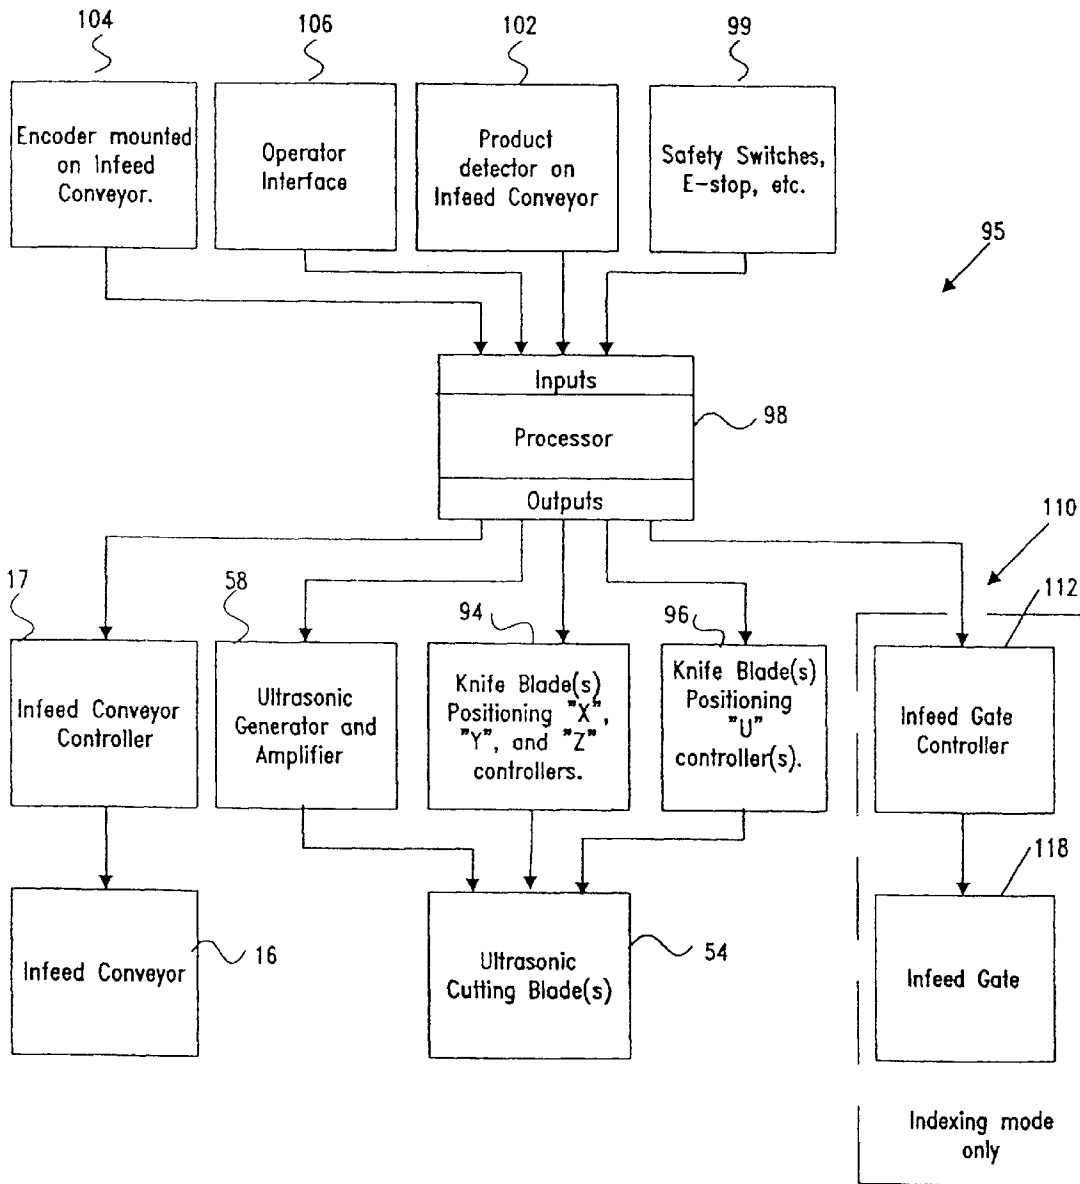 104
106
102
99
Encoder mounted
on Infeed
Conveyor.
Operator
Interface
Product
detector on
Infeed Conveyor
Safety Switches,
E-stop, etc.
95
Inputs
Processor
Outputs
98
110
17
58
94
96
112
Infeed Conveyor
Controller
Ultrasonic
Generator and
Amplifier
Knife Blade(s)
Positioning "X",
"Y", and "Z"
controllers.
Knife Blade(s)
Positioning
"U"
controller(s).
Infeed Gate
Controller
118
Infeed Conveyor
16
Ultrasonic
Cutting Blade(s)
54
Infeed Gate
Indexing mode
only